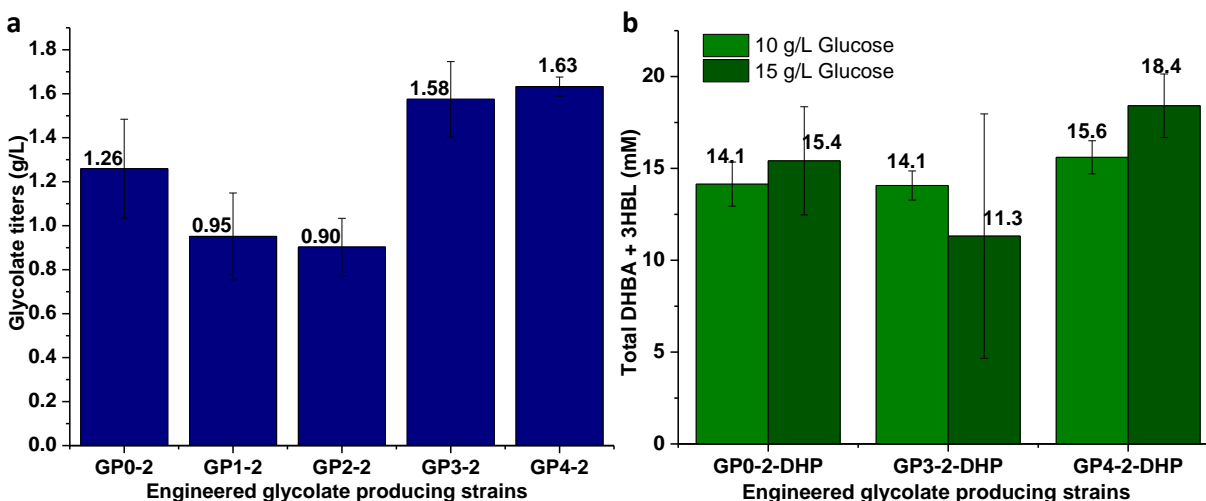 a
Glycolate titers (g/L)
1.8
1.6
1.4
1.2
1.0
0.8
0.6
0.4
0.2
0.0
1.26
0.95
0.90
1.58
1.63
GP0-2 GP1-2 GP2-2 GP3-2 GP4-2
Engineered glycolate producing strains
b
Total DHBA + 3HBL (mM)
20
15
10
5
0
10 g/L Glucose
15 g/L Glucose
14.1
15.4
14.1
11.3
15.6
18.4
GP0-2-DHP GP3-2-DHP GP4-2-DHP
Engineered glycolate producing strains